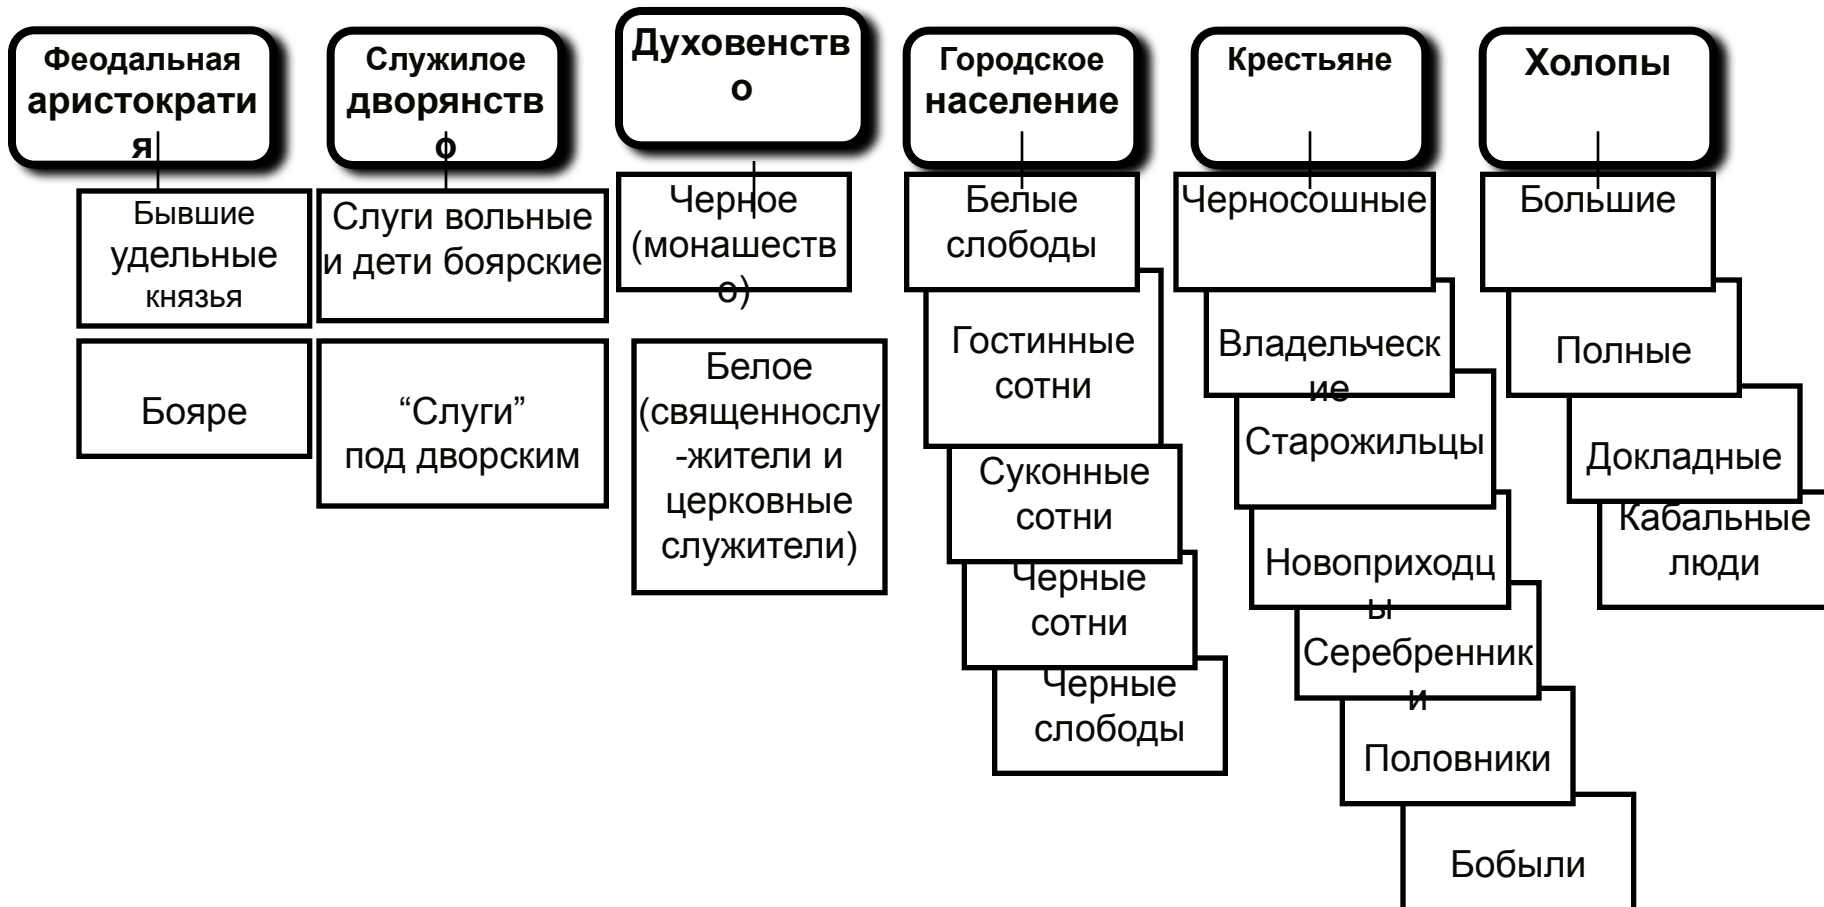 Феодальная
аристократи
я
Бывшие
удельные
князья
Бояре
Служилое
дворянств
о
Слуги вольные
и дети боярские
“Слуги”
под дворским
Духовенств
о
Черное
(монашеств
о)
Белое
(священнослу
-жители и
церковные
служители)
Городское
население
Белые
слободы
Гостинные
сотни
Суконные
сотни
Черные
сотни
Черные
слободы
Крестьяне
Черносошные
Владельческ
ие
Старожильцы
Новоприходц
ы
Серебренник
и
Половники
Бобыли
Холопы
Большие
Полные
Докладные
Кабальные
люди